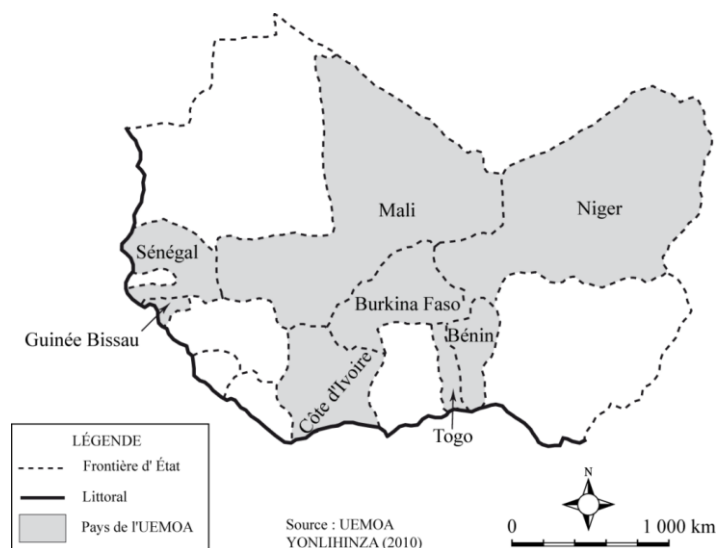 Mali
Niger
Sénégal
Burkina Faso
Bénin
Guinée Bissau
Côte d'Ivoire
Togo
LÉGENDE
Frontière d' État
Littoral
Pays de l'UEMOA
Source : UEMOA
YONLIHINZA (2010)
N
0 1 000 km